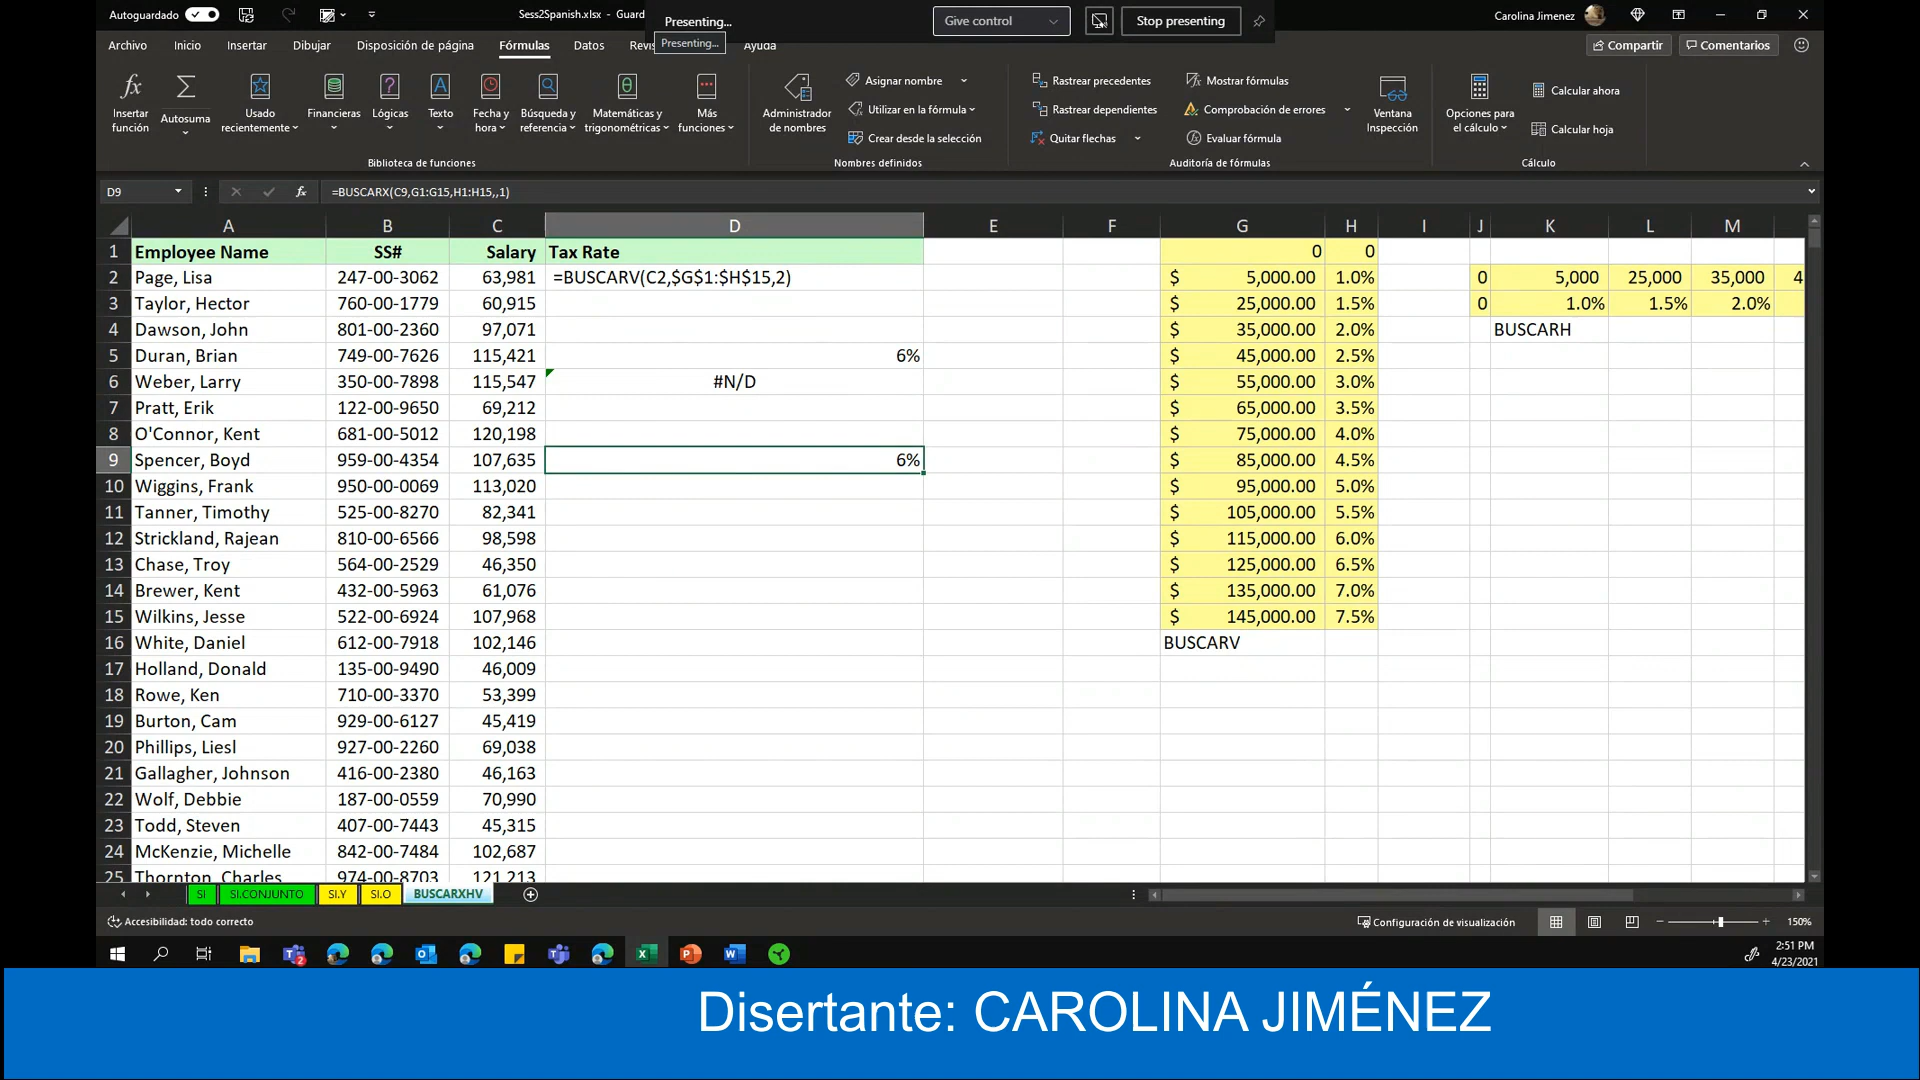 Autoguardado
Sess2Spanish.xlsx - Guard
Presenting...
Give control
Stop presenting
Carolina Jimenez
Presenting...
Archivo Inicio Insertar Dibujar Disposición de página Fórmulas Datos Revis Ayuda
Compartir Comentarios
fx Insertar función
Autosuma
Usado recientemente
Financieras
Lógicas
Texto
Fecha y hora
Búsqueda y referencia
Matemáticas y trigonométricas
Más funciones
Biblioteca de funciones
Administrador de nombres
Asignar nombre
Utilizar en la fórmula
Crear desde la selección
Nombres definidos
Rastrear precedentes
Rastrear dependientes
Quitar flechas
Mostrar fórmulas
Comprobación de errores
Evaluar fórmula
Auditoría de fórmulas
Ventana Inspección
Opciones para el cálculo
Calcular ahora
Calcular hoja
Cálculo
D9 fx =BUSCARX(C9,G1:G15,H1:H15,,1)
A B C D E F G H I J K L M
1 Employee Name SS# Salary Tax Rate 0 0
2 Page, Lisa 247-00-3062 63,981 =BUSCARV(C2,$G$1:$H$15,2) $ 5,000.00 1.0% 0 5,000 25,000 35,000 4
3 Taylor, Hector 760-00-1779 60,915 $ 25,000.00 1.5% 0 1.0% 1.5% 2.0%
4 Dawson, John 801-00-2360 97,071 $ 35,000.00 2.0% BUSCARH
5 Duran, Brian 749-00-7626 115,421 6% $ 45,000.00 2.5%
6 Weber, Larry 350-00-7898 115,547 #N/D $ 55,000.00 3.0%
7 Pratt, Erik 122-00-9650 69,212 $ 65,000.00 3.5%
8 O'Connor, Kent 681-00-5012 120,198 $ 75,000.00 4.0%
9 Spencer, Boyd 959-00-4354 107,635 6% $ 85,000.00 4.5%
10 Wiggins, Frank 950-00-0069 113,020 $ 95,000.00 5.0%
11 Tanner, Timothy 525-00-8270 82,341 $ 105,000.00 5.5%
12 Strickland, Rajean 810-00-6566 98,598 $ 115,000.00 6.0%
13 Chase, Troy 564-00-2529 46,350 $ 125,000.00 6.5%
14 Brewer, Kent 432-00-5963 61,076 $ 135,000.00 7.0%
15 Wilkins, Jesse 522-00-6924 107,968 $ 145,000.00 7.5%
16 White, Daniel 612-00-7918 102,146 BUSCARV
17 Holland, Donald 135-00-9490 46,009
18 Rowe, Ken 710-00-3370 53,399
19 Burton, Cam 929-00-6127 45,419
20 Phillips, Liesl 927-00-2260 69,038
21 Gallagher, Johnson 416-00-2380 46,163
22 Wolf, Debbie 187-00-0559 70,990
23 Todd, Steven 407-00-7443 45,315
24 McKenzie, Michelle 842-00-7484 102,687
25 Thornton, Charles 974-00-8703 121,213
SI SI.CONJUNTO SI.Y SI.O BUSCARXHV
Accesibilidad: todo correcto
Configuración de visualización
150%
2:51 PM
4/23/2021
Disertante: CAROLINA JIMÉNEZ